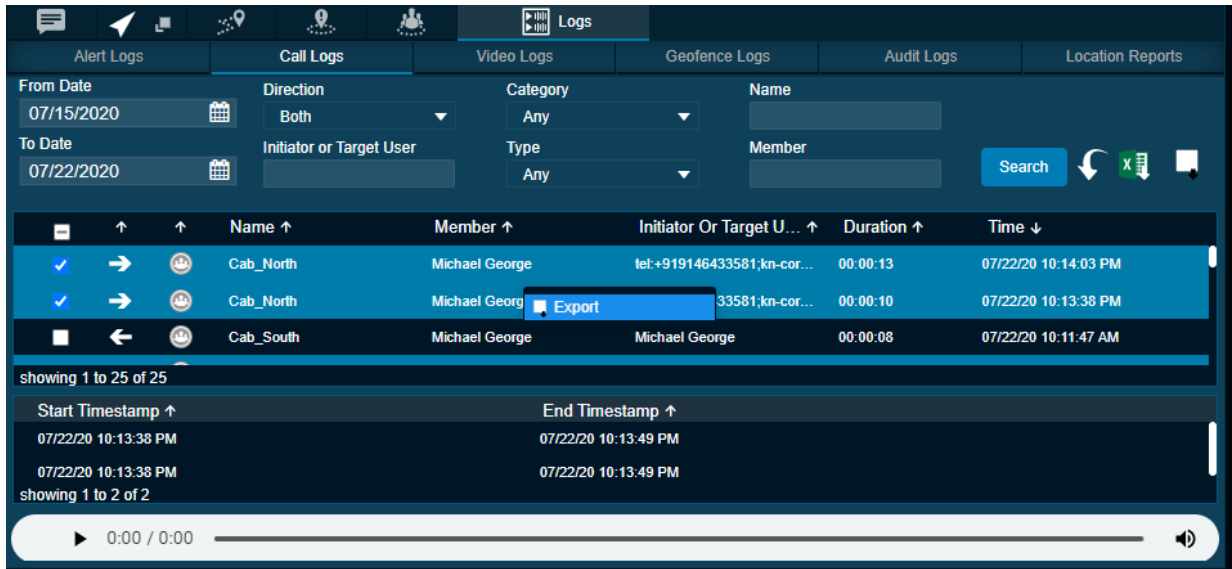 Logs
Alert Logs Call Logs Video Logs Geofence Logs Audit Logs Location Reports
From Date Direction Category Name
07/15/2020 Both Any
To Date Initiator or Target User Type Member
07/22/2020 Any Search
Name ↑ Member ↑ Initiator Or Target U... ↑ Duration ↑ Time ↓
Cab_North Michael George tel:+919146433581;kn-cor... 00:00:13 07/22/20 10:14:03 PM
Cab_North Michael Georg Export 33581;kn-cor... 00:00:10 07/22/20 10:13:38 PM
Cab_South Michael George Michael George 00:00:08 07/22/20 10:11:47 AM
showing 1 to 25 of 25
Start Timestamp ↑ End Timestamp ↑
07/22/20 10:13:38 PM 07/22/20 10:13:49 PM
07/22/20 10:13:38 PM 07/22/20 10:13:49 PM
showing 1 to 2 of 2
0:00 / 0:00